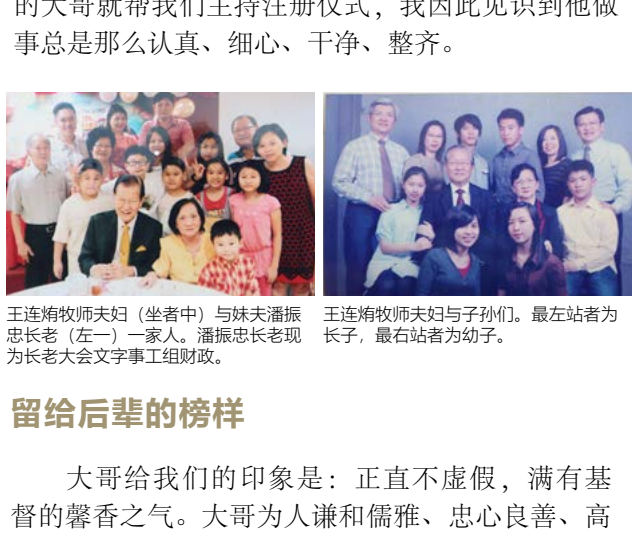 的大哥就帮我们主持注册仪式，我因此见识到他做
事总是那么认真、细心、干净、整齐。
王连烠牧师夫妇（坐者中）与妹夫潘振
忠长老（左一）一家人。潘振忠长老现
为长老大会文字事工组财政。
王连烠牧师夫妇与子孙们。最左站者为
长子，最右站者为幼子。
留给后辈的榜样
大哥给我们的印象是：正直不虚假，满有基
督的馨香之气。大哥为人谦和儒雅、忠心良善、高